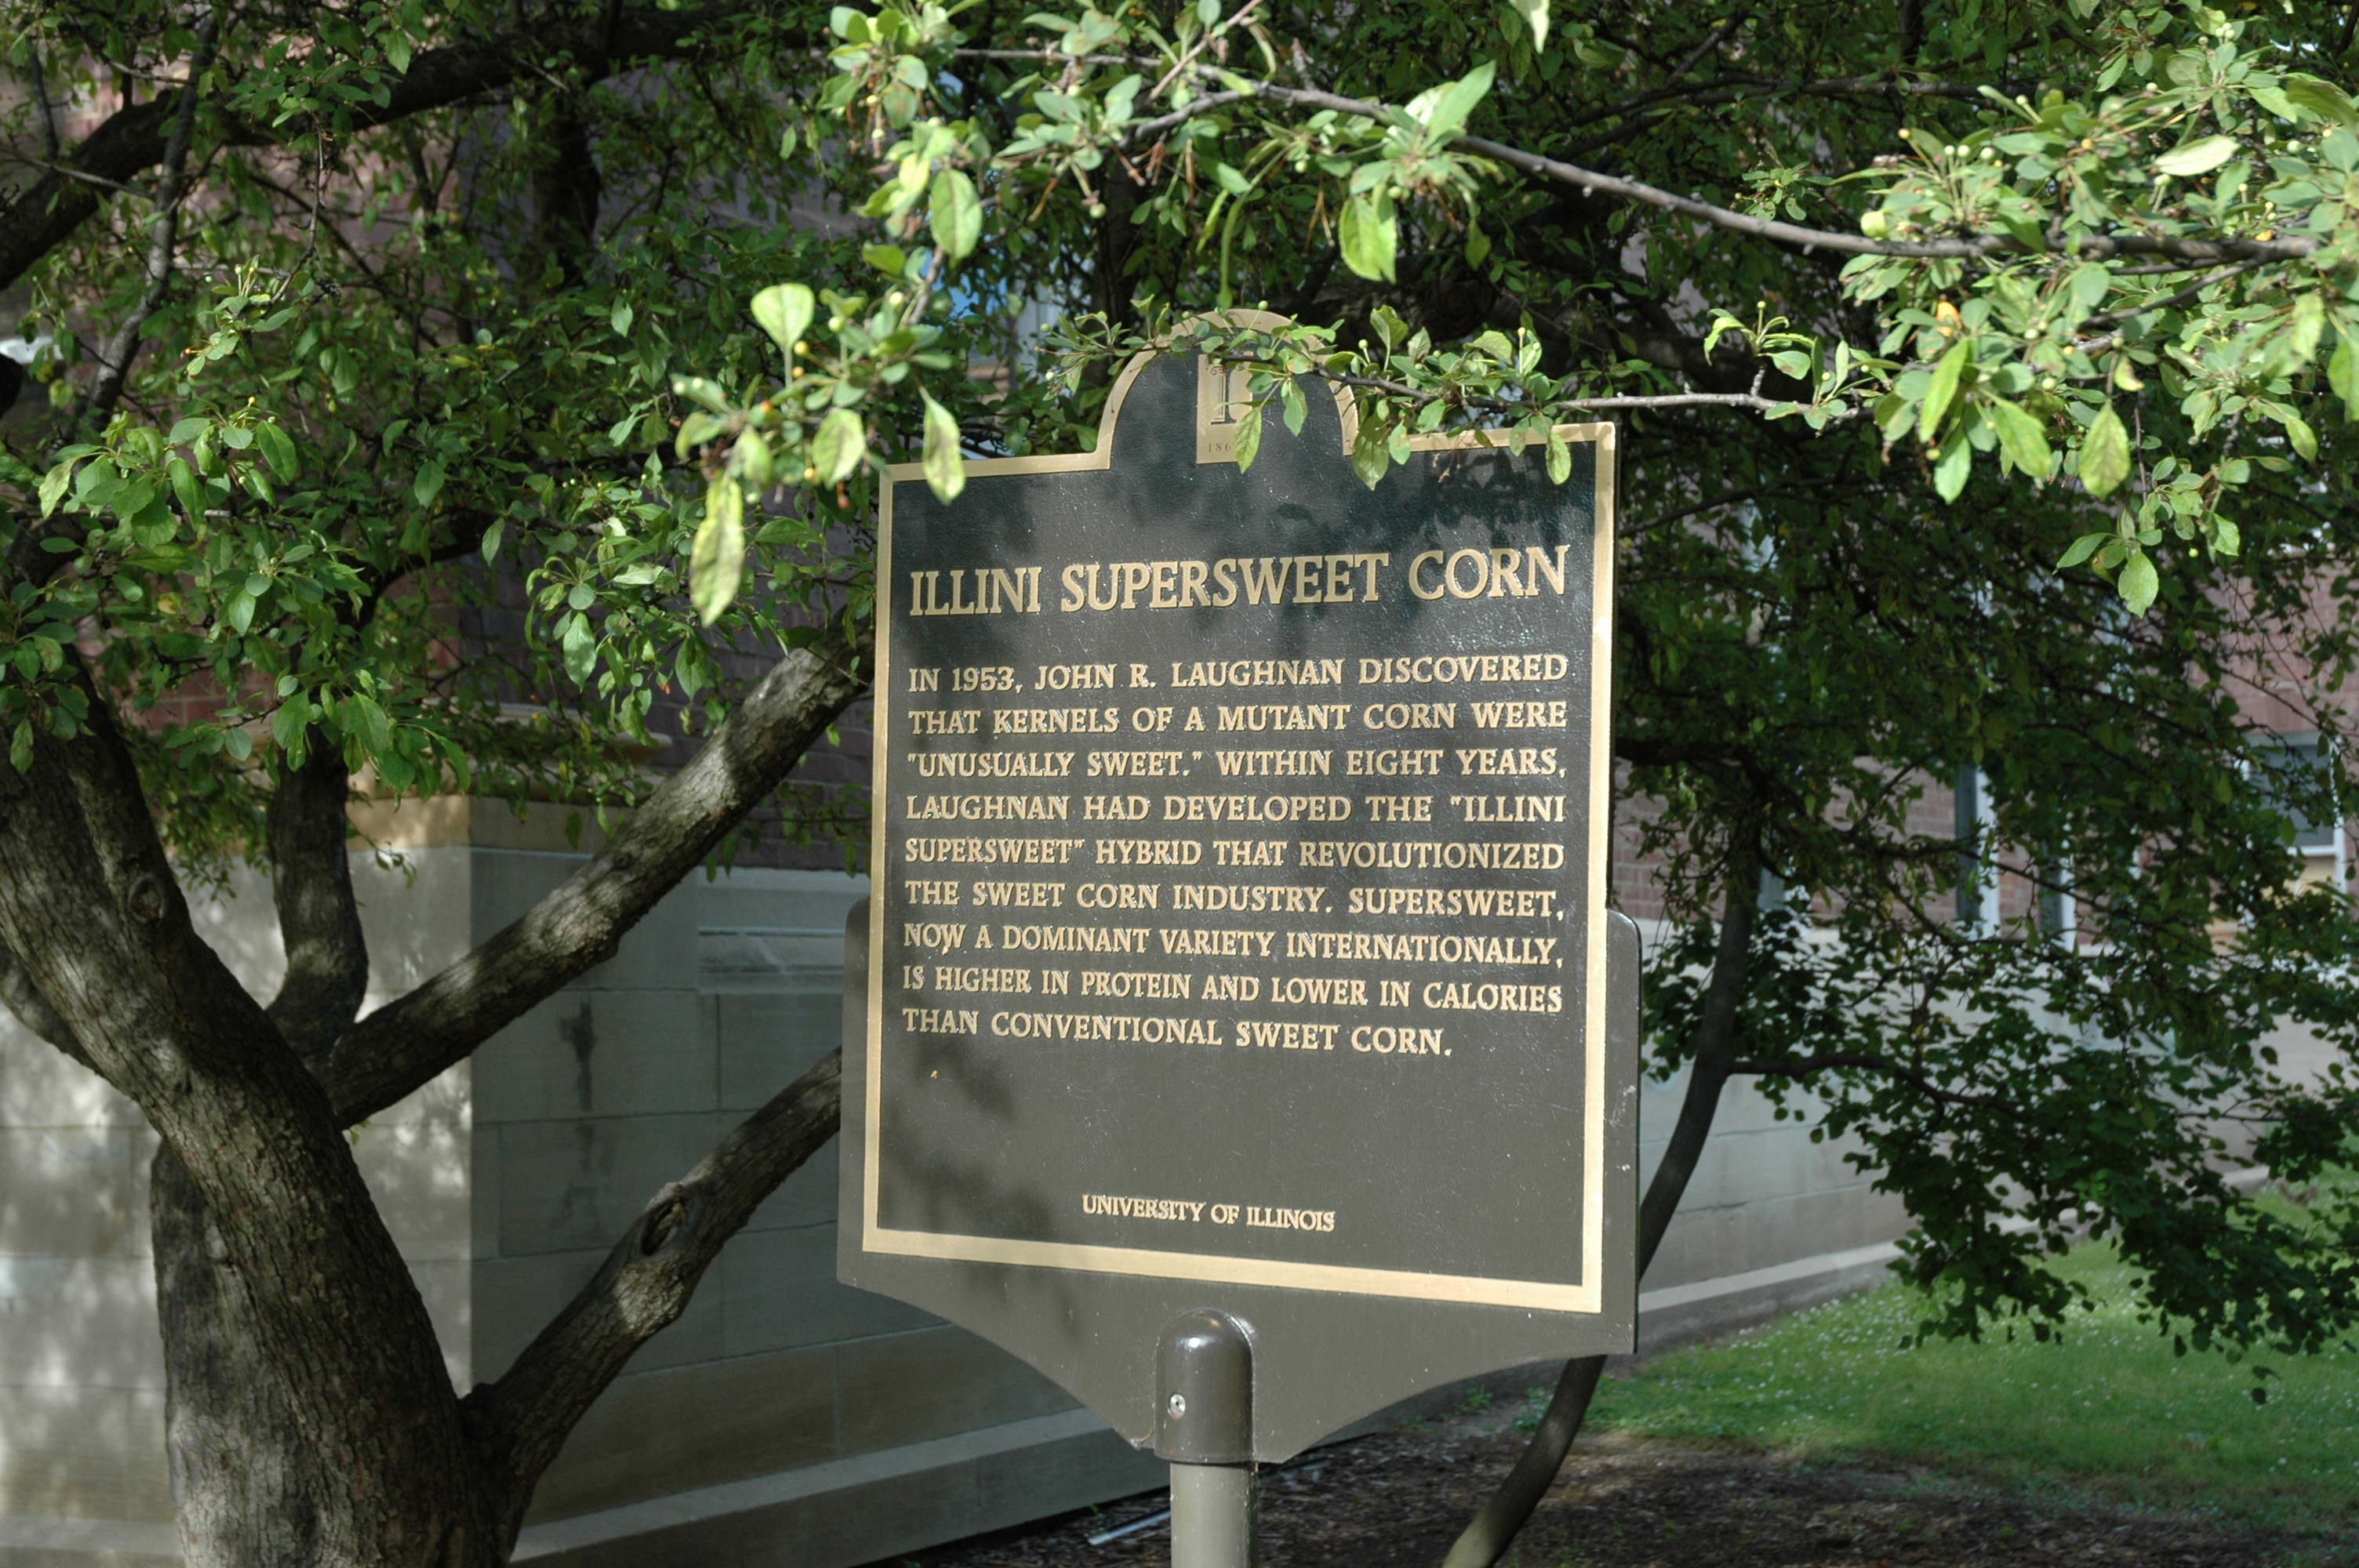 I
ILLINI SUPERSWEET CORN
IN 1953, JOHN R. LAUGHNAN DISCOVERED
THAT KERNELS OF A MUTANT CORN WERE
"UNUSUALLY SWEET." WITHIN EIGHT YEARS,
LAUGHNAN HAD DEVELOPED THE "ILLINI
SUPERSWEET" HYBRID THAT REVOLUTIONIZED
THE SWEET CORN INDUSTRY. SUPERSWEET,
NOW A DOMINANT VARIETY INTERNATIONALLY,
IS HIGHER IN PROTEIN AND LOWER IN CALORIES
THAN CONVENTIONAL SWEET CORN.
UNIVERSITY OF ILLINOIS